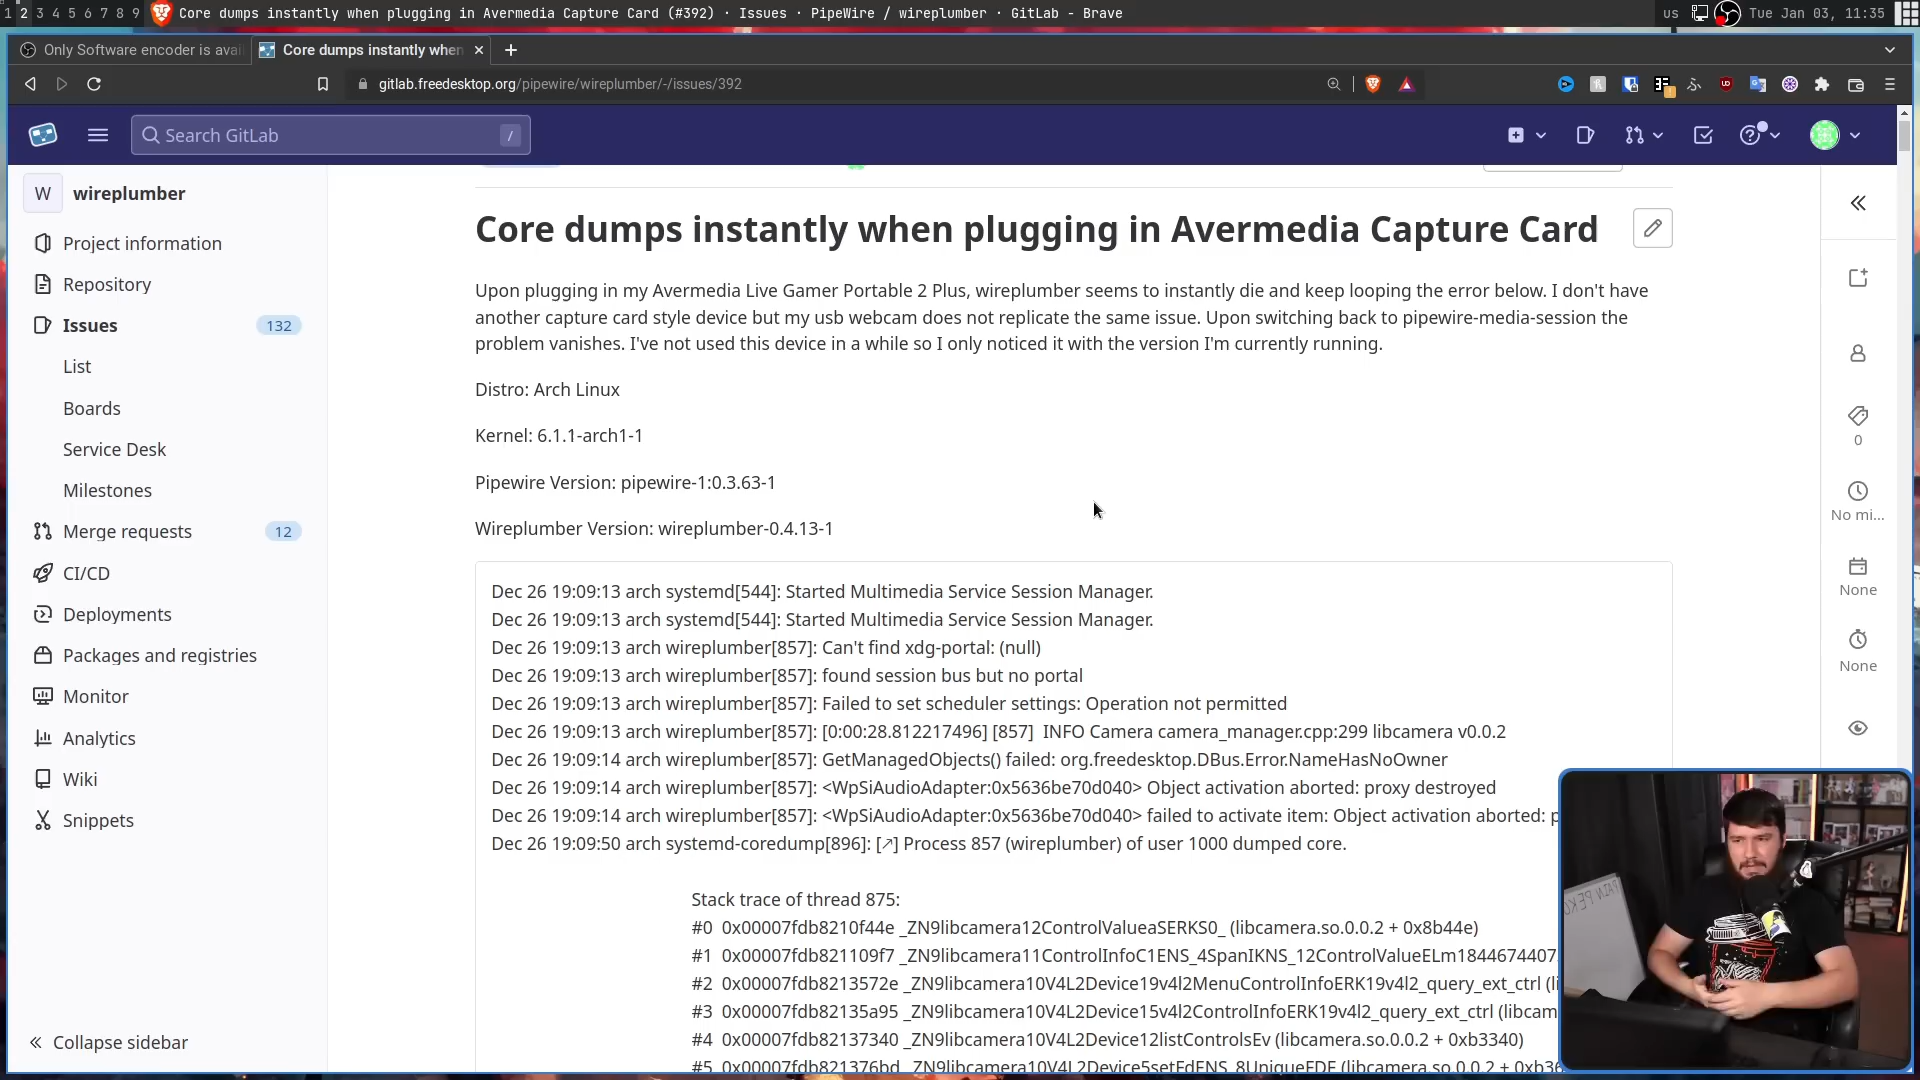 1 2 3 4 5 6 7 8 9 Core dumps instantly when plugging in Avermedia Capture Card (#392) · Issues · PipeWire / wireplumber · GitLab - Brave us Tue Jan 03, 11:35
Only Software encoder is avai
Core dumps instantly when
gitlab.freedesktop.org/pipewire/wireplumber/-/issues/392
Search GitLab /
W wireplumber
Project information
Repository
Issues 132
List
Boards
Service Desk
Milestones
Merge requests 12
CI/CD
Deployments
Packages and registries
Monitor
Analytics
Wiki
Snippets
Collapse sidebar
Core dumps instantly when plugging in Avermedia Capture Card
Upon plugging in my Avermedia Live Gamer Portable 2 Plus, wireplumber seems to instantly die and keep looping the error below. I don't have
another capture card style device but my usb webcam does not replicate the same issue. Upon switching back to pipewire-media-session the
problem vanishes. I've not used this device in a while so I only noticed it with the version I'm currently running.
Distro: Arch Linux
Kernel: 6.1.1-arch1-1
Pipewire Version: pipewire-1:0.3.63-1
Wireplumber Version: wireplumber-0.4.13-1
Dec 26 19:09:13 arch systemd[544]: Started Multimedia Service Session Manager.
Dec 26 19:09:13 arch systemd[544]: Started Multimedia Service Session Manager.
Dec 26 19:09:13 arch wireplumber[857]: Can't find xdg-portal: (null)
Dec 26 19:09:13 arch wireplumber[857]: found session bus but no portal
Dec 26 19:09:13 arch wireplumber[857]: Failed to set scheduler settings: Operation not permitted
Dec 26 19:09:13 arch wireplumber[857]: [0:00:28.812217496] [857]  INFO Camera camera_manager.cpp:299 libcamera v0.0.2
Dec 26 19:09:14 arch wireplumber[857]: GetManagedObjects() failed: org.freedesktop.DBus.Error.NameHasNoOwner
Dec 26 19:09:14 arch wireplumber[857]: <WpSiAudioAdapter:0x5636be70d040> Object activation aborted: proxy destroyed
Dec 26 19:09:14 arch wireplumber[857]: <WpSiAudioAdapter:0x5636be70d040> failed to activate item: Object activation aborted: p
Dec 26 19:09:50 arch systemd-coredump[896]: [↗] Process 857 (wireplumber) of user 1000 dumped core.
Stack trace of thread 875:
#0  0x00007fdb8210f44e _ZN9libcamera12ControlValueaSERKS0_ (libcamera.so.0.0.2 + 0x8b44e)
#1  0x00007fdb821109f7 _ZN9libcamera11ControlInfoC1ENS_4SpanIKNS_12ControlValueELm1844674407
#2  0x00007fdb8213572e _ZN9libcamera10V4L2Device19v4l2MenuControlInfoERK19v4l2_query_ext_ctrl (li
#3  0x00007fdb82135a95 _ZN9libcamera10V4L2Device15v4l2ControlInfoERK19v4l2_query_ext_ctrl (libcam
#4  0x00007fdb82137340 _ZN9libcamera10V4L2Device12listControlsEv (libcamera.so.0.0.2 + 0xb3340)
#5  0x00007fdb821376bd _ZN9libcamera10V4L2Device5setFdENS_8UniqueFDE (libcamera.so.0.0.2 + 0xb36
0
No mi...
None
None